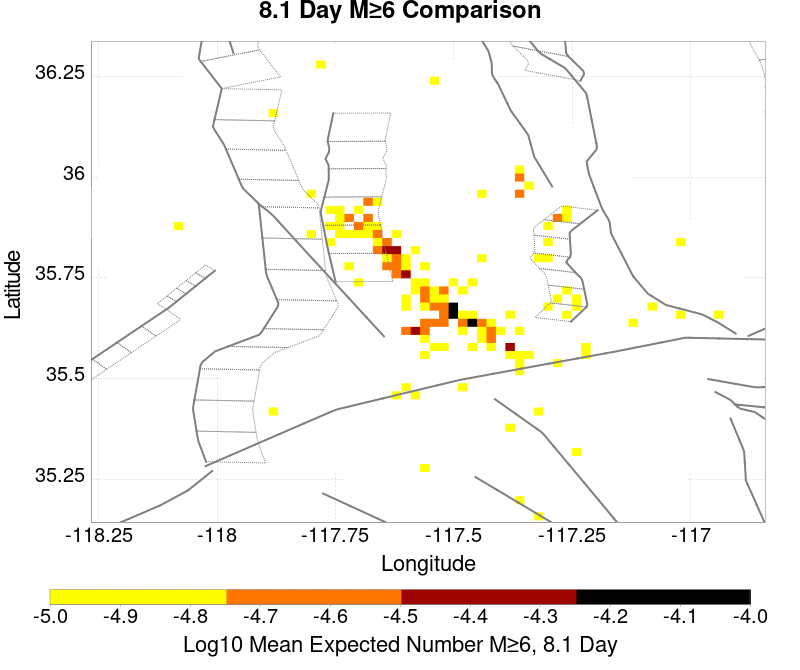 8.1 Day M≥6 Comparison
36.25
36
35.75
35.5
35.25
Latitude
-118.25 -118 -117.75 -117.5 -117.25 -117
Longitude
-5.0 -4.9 -4.8 -4.7 -4.6 -4.5 -4.4 -4.3 -4.2 -4.1 -4.0
Log10 Mean Expected Number M≥6, 8.1 Day